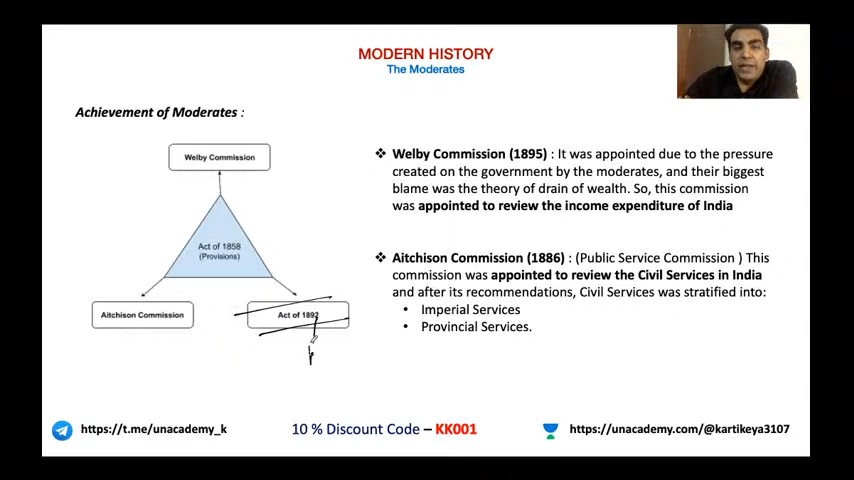 MODERN HISTORY
The Moderates
Achievement of Moderates :
Welby Commission
Act of 1858
(Provisions)
Aitchison Commission
Act of 1892
❖ Welby Commission (1895) : It was appointed due to the pressure
created on the government by the moderates, and their biggest
blame was the theory of drain of wealth. So, this commission
was appointed to review the income expenditure of India
❖ Aitchison Commission (1886) : (Public Service Commission ) This
commission was appointed to review the Civil Services in India
and after its recommendations, Civil Services was stratified into:
• Imperial Services
• Provincial Services.
https://t.me/unacademy_k
10 % Discount Code – KK001
https://unacademy.com/@kartikeya3107